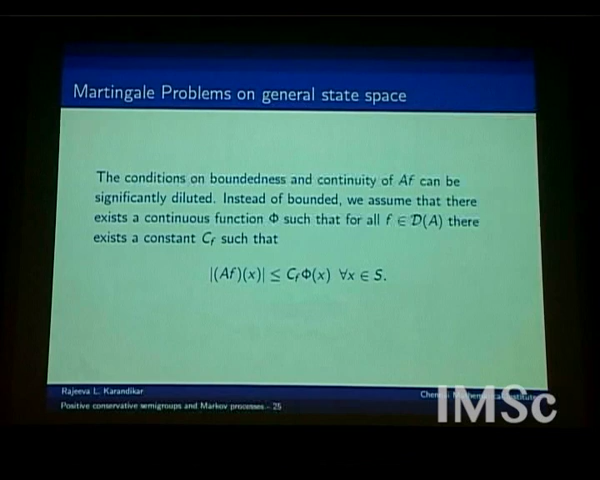 Martingale Problems on general state space
The conditions on boundedness and continuity of Af can be
significantly diluted. Instead of bounded, we assume that there
exists a continuous function Φ such that for all f ∈ D(A) there
exists a constant C_f such that
|(Af)(x)| ≤ C_fΦ(x) ∀x ∈ S.
Rajeeva L. Karandikar
Positive conservative semigroups and Markov processes - 25
IMSc